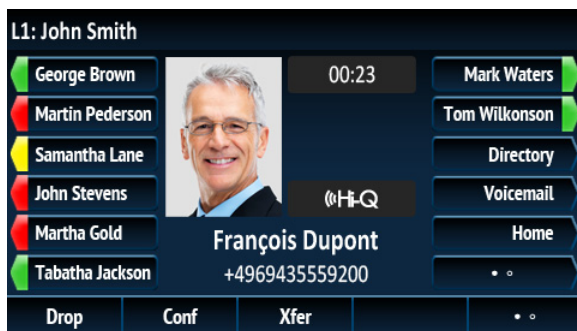 L1: John Smith
George Brown
Martin Pederson
Samantha Lane
John Stevens
Martha Gold
Tabatha Jackson
00:23
Hi-Q
François Dupont
+4969435559200
Mark Waters
Tom Wilkonson
Directory
Voicemail
Home
Drop Conf Xfer